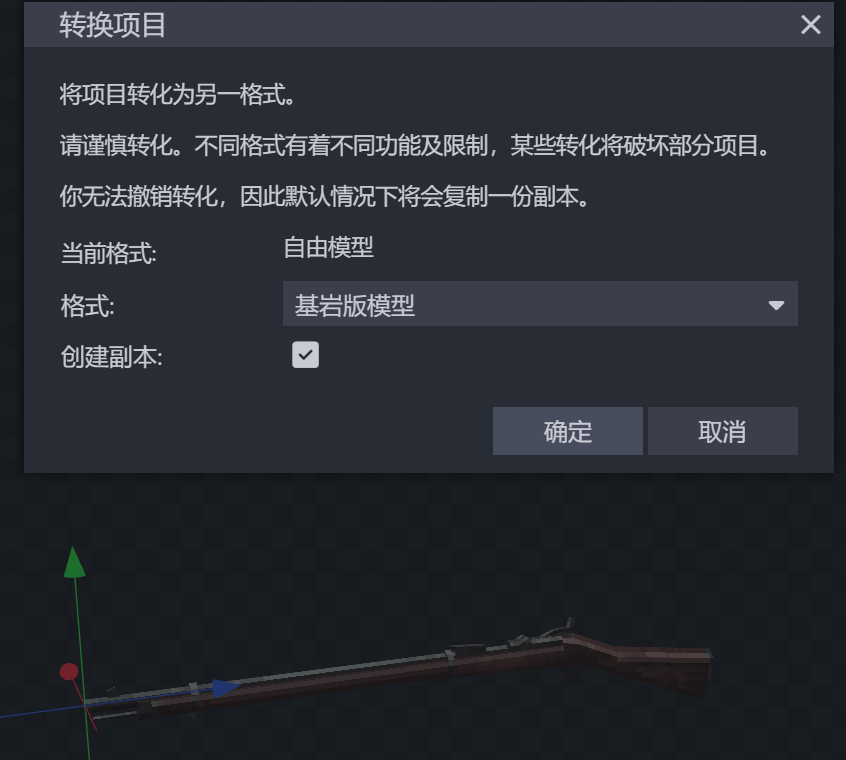 转换项目
将项目转化为另一格式。
请谨慎转化。不同格式有着不同功能及限制，某些转化将破坏部分项目。
你无法撤销转化，因此默认情况下将会复制一份副本。
当前格式: 自由模型
格式: 基岩版模型
创建副本:
确定 取消